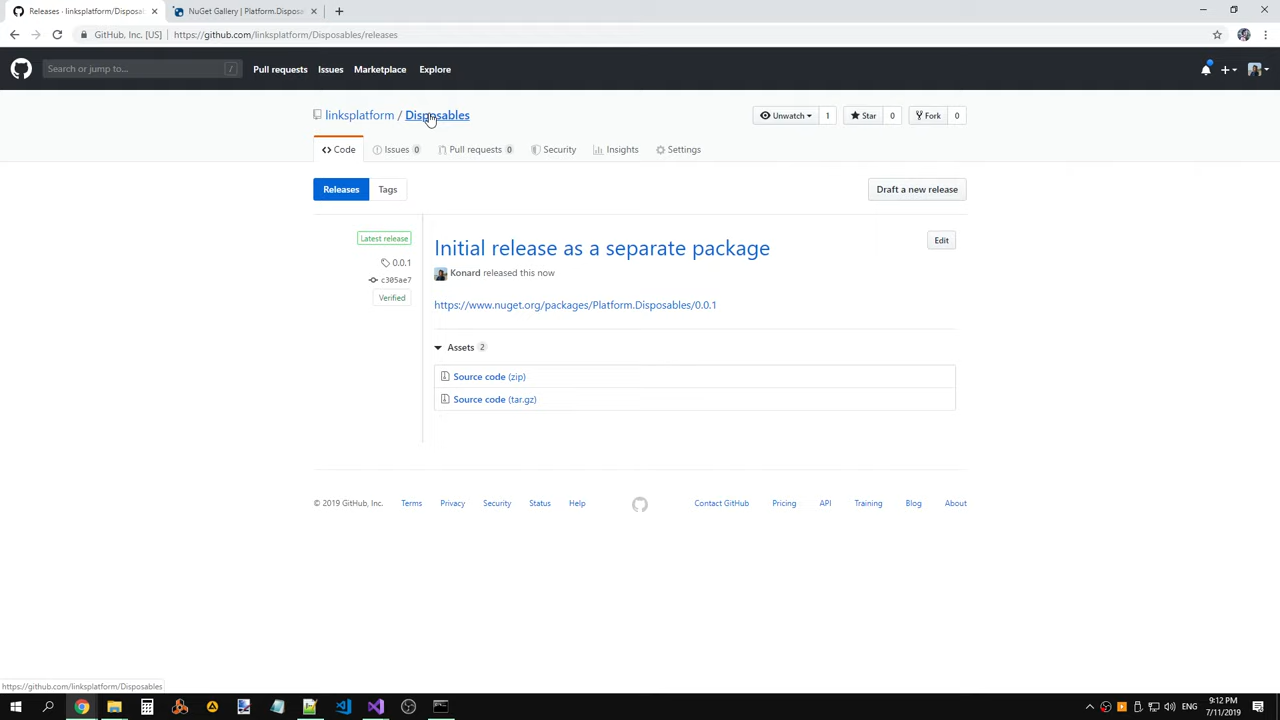 Releases · linksplatform/Disposa
NuGet Gallery | Platform.Disposa
GitHub, Inc. [US] https://github.com/linksplatform/Disposables/releases
Search or jump to... /
Pull requests Issues Marketplace Explore
linksplatform / Disposables
Unwatch 1 Star 0 Fork 0
Code Issues 0 Pull requests 0 Security Insights Settings
Releases Tags
Draft a new release
Latest release
Initial release as a separate package
Edit
0.0.1
Konard released this now
c305ae7
Verified
https://www.nuget.org/packages/Platform.Disposables/0.0.1
Assets 2
Source code (zip)
Source code (tar.gz)
© 2019 GitHub, Inc. Terms Privacy Security Status Help Contact GitHub Pricing API Training Blog About
https://github.com/linksplatform/Disposables
ENG
9:12 PM
7/11/2019